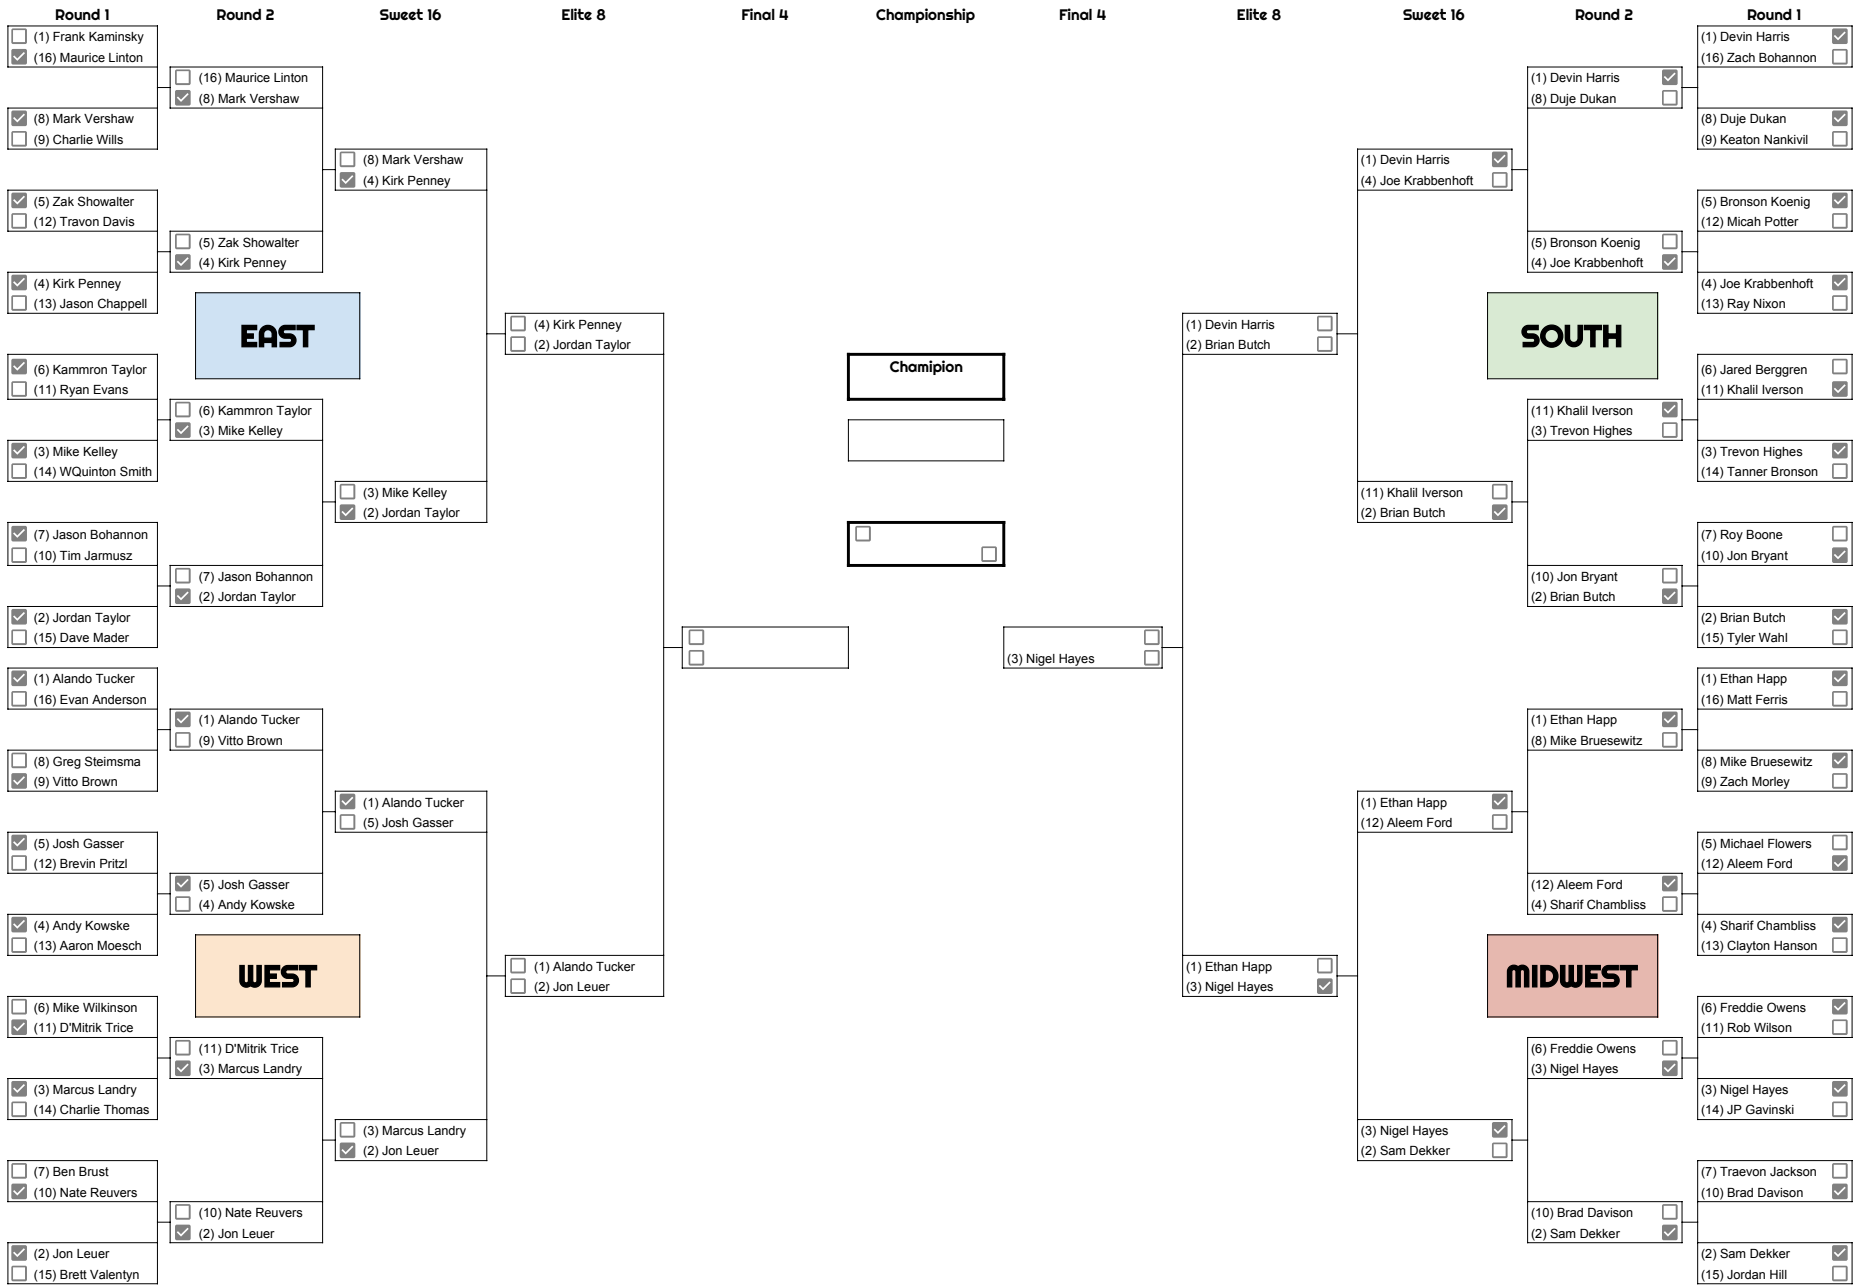 Round 1
Round 2
Sweet 16
Elite 8
Final 4
Championship
Final 4
Elite 8
Sweet 16
Round 2
Round 1
(1) Frank Kaminsky
(16) Maurice Linton
(8) Mark Vershaw
(9) Charlie Wills
(5) Zak Showalter
(12) Travon Davis
(4) Kirk Penney
(13) Jason Chappell
(6) Kammron Taylor
(11) Ryan Evans
(3) Mike Kelley
(14) WQuinton Smith
(7) Jason Bohannon
(10) Tim Jarmusz
(2) Jordan Taylor
(15) Dave Mader
(1) Alando Tucker
(16) Evan Anderson
(8) Greg Steimsma
(9) Vitto Brown
(5) Josh Gasser
(12) Brevin Pritzl
(4) Andy Kowske
(13) Aaron Moesch
(6) Mike Wilkinson
(11) D'Mitrik Trice
(3) Marcus Landry
(14) Charlie Thomas
(7) Ben Brust
(10) Nate Reuvers
(2) Jon Leuer
(15) Brett Valentyn
(16) Maurice Linton
(8) Mark Vershaw
(5) Zak Showalter
(4) Kirk Penney
EAST
(6) Kammron Taylor
(3) Mike Kelley
(7) Jason Bohannon
(2) Jordan Taylor
(1) Alando Tucker
(9) Vitto Brown
(5) Josh Gasser
(4) Andy Kowske
WEST
(11) D'Mitrik Trice
(3) Marcus Landry
(10) Nate Reuvers
(2) Jon Leuer
(8) Mark Vershaw
(4) Kirk Penney
(3) Mike Kelley
(2) Jordan Taylor
(1) Alando Tucker
(5) Josh Gasser
(3) Marcus Landry
(2) Jon Leuer
(4) Kirk Penney
(2) Jordan Taylor
(1) Alando Tucker
(2) Jon Leuer
Chamipion
(3) Nigel Hayes
(1) Devin Harris
(2) Brian Butch
(1) Ethan Happ
(3) Nigel Hayes
(1) Devin Harris
(4) Joe Krabbenhoft
(11) Khalil Iverson
(2) Brian Butch
(1) Ethan Happ
(12) Aleem Ford
(3) Nigel Hayes
(2) Sam Dekker
(1) Devin Harris
(8) Duje Dukan
(5) Bronson Koenig
(4) Joe Krabbenhoft
SOUTH
(11) Khalil Iverson
(3) Trevon Highes
(10) Jon Bryant
(2) Brian Butch
(1) Ethan Happ
(8) Mike Bruesewitz
(12) Aleem Ford
(4) Sharif Chambliss
MIDWEST
(6) Freddie Owens
(3) Nigel Hayes
(10) Brad Davison
(2) Sam Dekker
(1) Devin Harris
(16) Zach Bohannon
(8) Duje Dukan
(9) Keaton Nankivil
(5) Bronson Koenig
(12) Micah Potter
(4) Joe Krabbenhoft
(13) Ray Nixon
(6) Jared Berggren
(11) Khalil Iverson
(3) Trevon Highes
(14) Tanner Bronson
(7) Roy Boone
(10) Jon Bryant
(2) Brian Butch
(15) Tyler Wahl
(1) Ethan Happ
(16) Matt Ferris
(8) Mike Bruesewitz
(9) Zach Morley
(5) Michael Flowers
(12) Aleem Ford
(4) Sharif Chambliss
(13) Clayton Hanson
(6) Freddie Owens
(11) Rob Wilson
(3) Nigel Hayes
(14) JP Gavinski
(7) Traevon Jackson
(10) Brad Davison
(2) Sam Dekker
(15) Jordan Hill